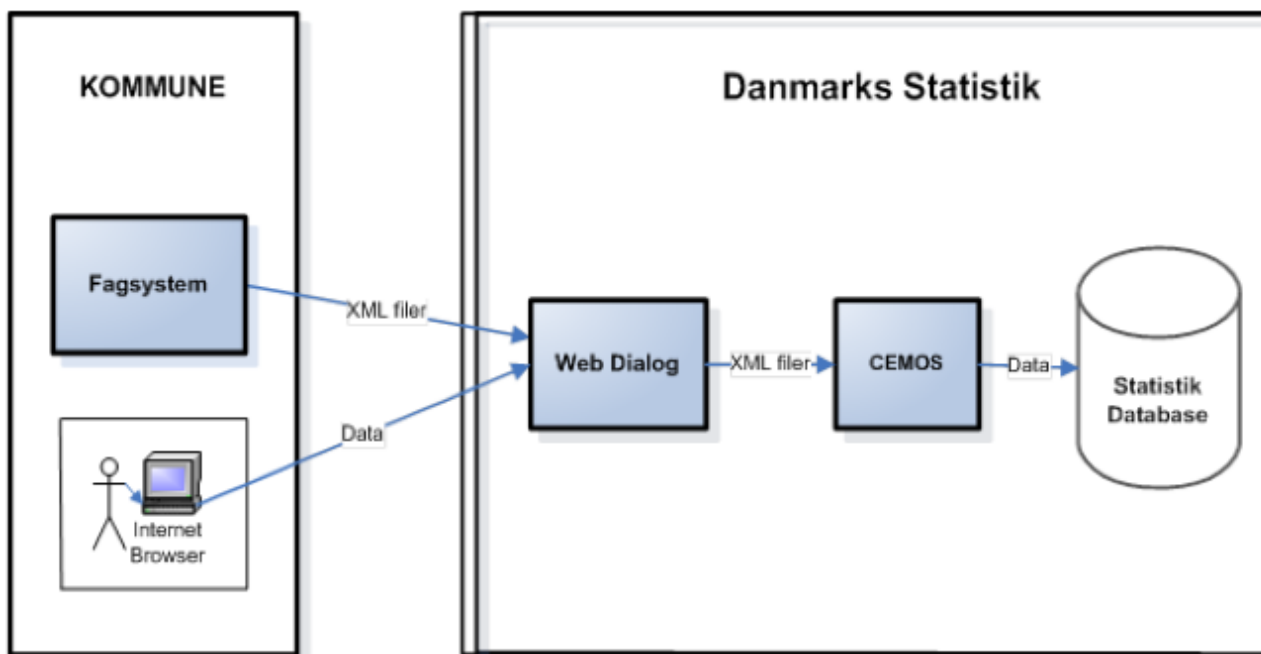 KOMMUNE
Fagsystem
XML filer
Data
Internet
Browser
Danmarks Statistik
Web Dialog
XML filer
CEMOS
Data
Statistik
Database